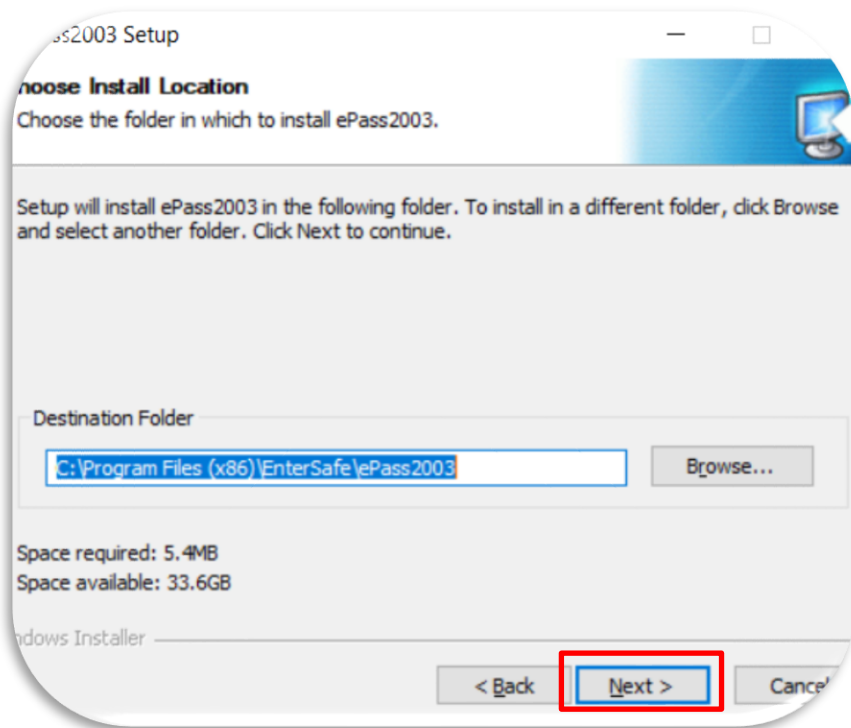 ss2003 Setup
hoose Install Location
Choose the folder in which to install ePass2003.
Setup will install ePass2003 in the following folder. To install in a different folder, click Browse
and select another folder. Click Next to continue.
Destination Folder
C:\Program Files (x86)\EnterSafe\ePass2003
Browse...
Space required: 5.4MB
Space available: 33.6GB
ndows Installer
< Back
Next >
Cancel